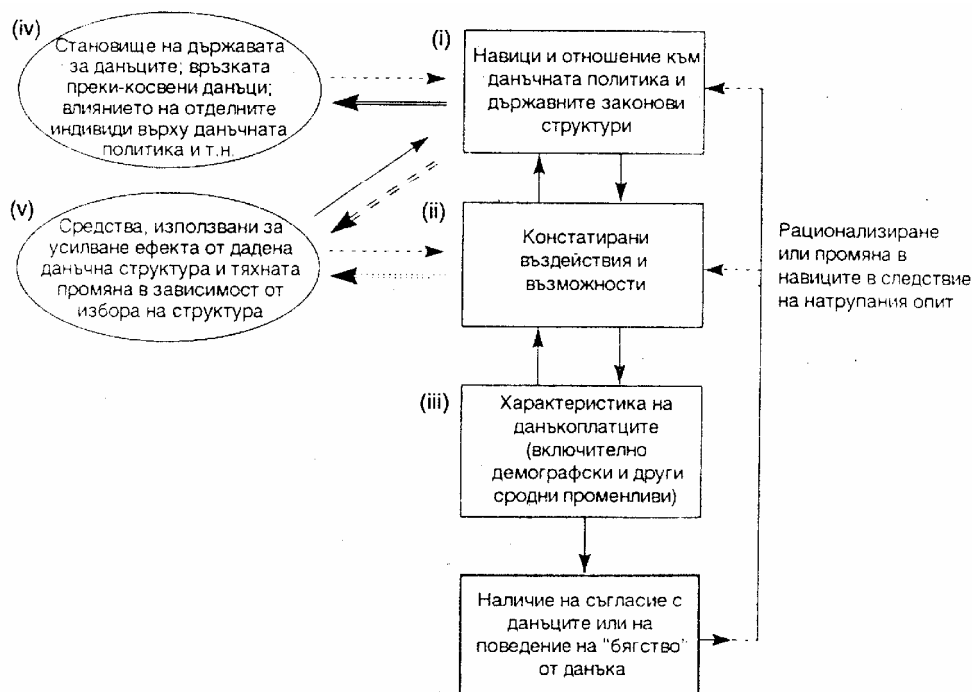 (iv)
Становище на държавата
за данъците; връзката
преки-косвени данъци;
влиянието на отделните
индивиди върху данъчната
политика и т.н.
(i)
Навици и отношение към
данъчната политика и
държавните законови
структури
(v)
Средства, използвани за
усилване ефекта от дадена
данъчна структура и тяхната
промяна в зависимост от
избора на структура
(ii)
Констатирани
въздействия и
възможности
Рационализиране
или промяна в
навиците в следствие
на натрупания опит
(iii)
Характеристика на
данъкоплатците
(включително
демографски и други
сродни променливи)
Наличие на съгласие с
данъците или на
поведение на "бягство"
от данъка